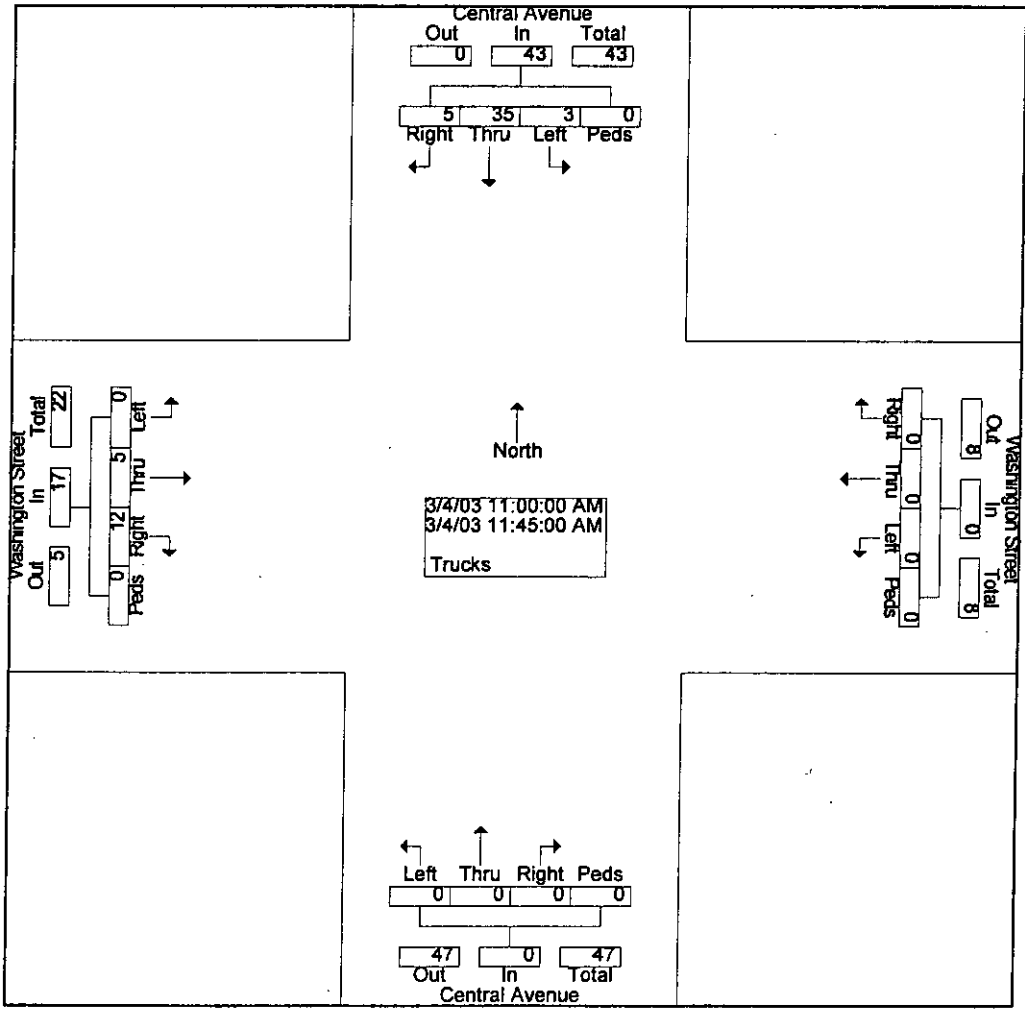 Central Avenue
Out In Total
0 43 43
5 35 3 0
Right Thru Left Peds
Washington Street
Total In Out
22 17 5
0 5 12 0
Left Thru Right Peds
North
3/4/03 11:00:00 AM
3/4/03 11:45:00 AM
Trucks
Right Thru Left Peds
0 0 0 0
8 0 8
Out In Total
Washington Street
Left Thru Right Peds
0 0 0 0
47 0 47
Out In Total
Central Avenue